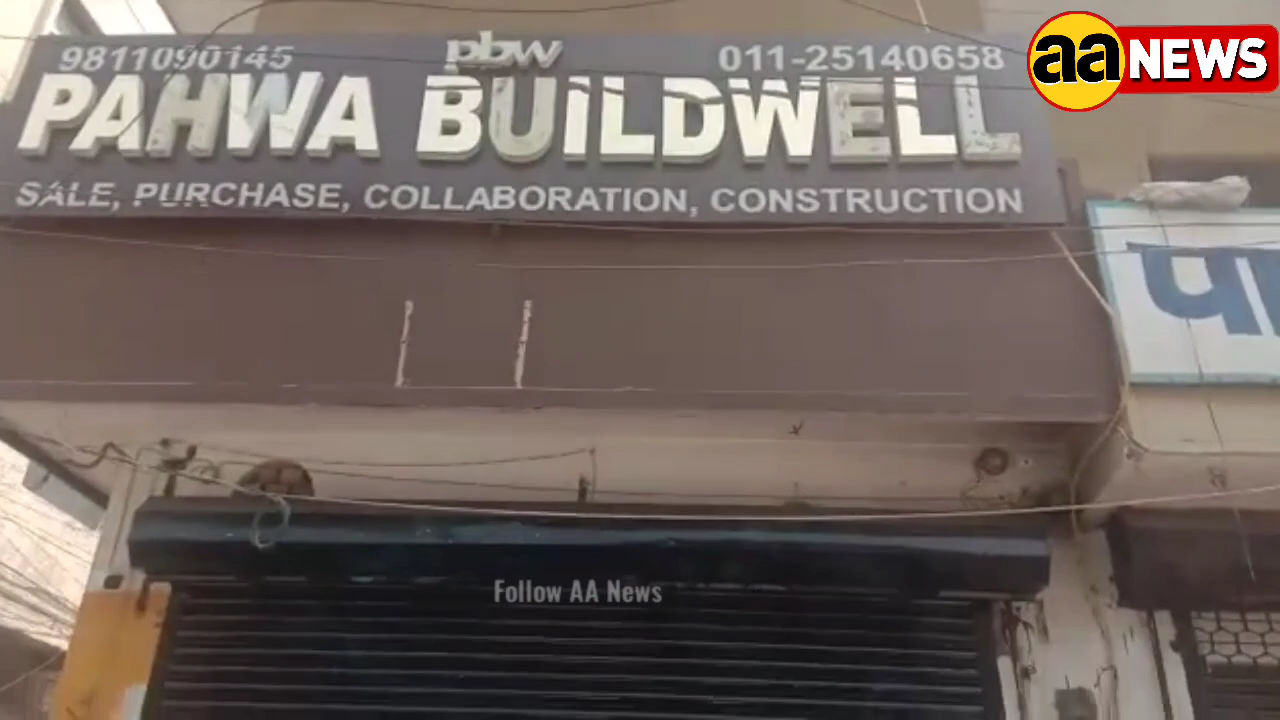 aa NEWS
pbw
9811090145
011-25140658
PAHWA BUILDWELL
SALE, PURCHASE, COLLABORATION, CONSTRUCTION
Follow AA News